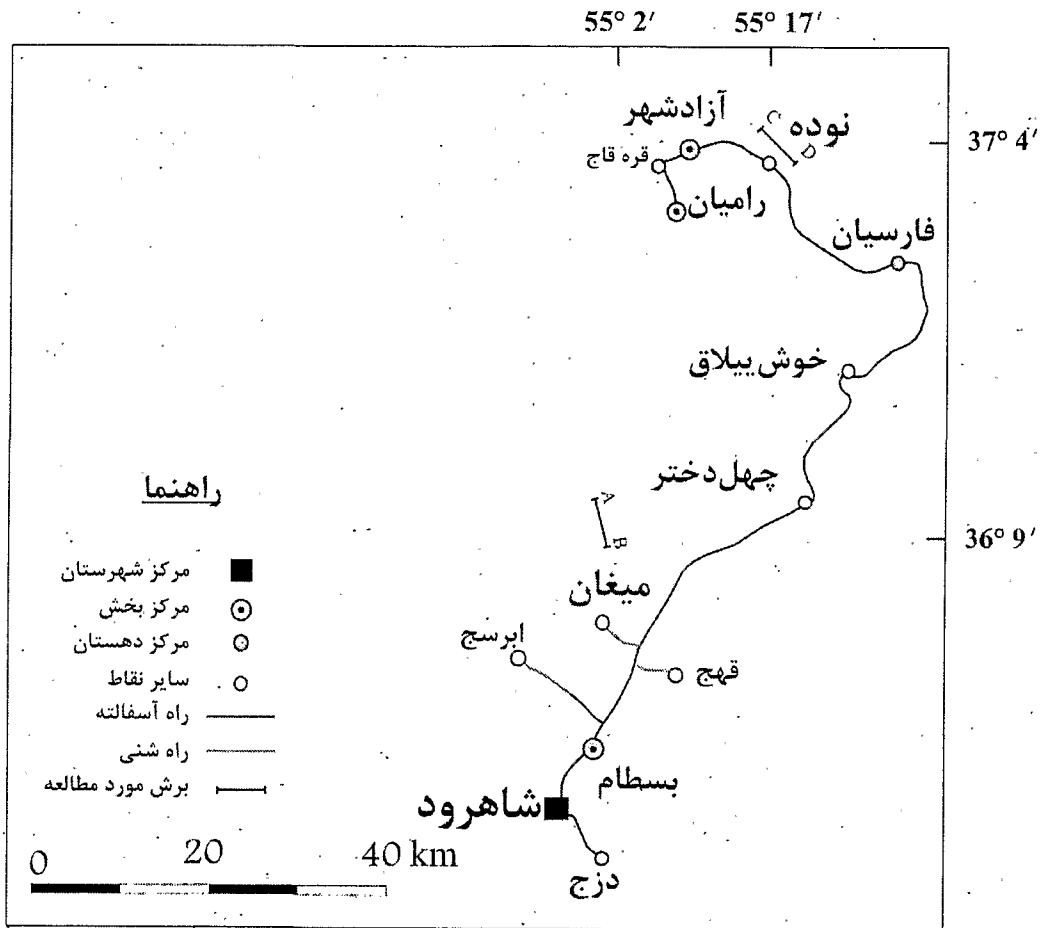 55° 2′ 55° 17′
آزادشهر
نوده
C D
37° 4′
قره قاج
رامیان
فارسیان
خوش ییلاق
چهل دختر
A B
36° 9′
راهنما
مرکز شهرستان
مرکز بخش
مرکز دهستان
سایر نقاط
راه آسفالته
راه شنی
برش مورد مطالعه
میغان
ابرسج
قهج
بسطام
شاهرود
دزج
0 20 40 km